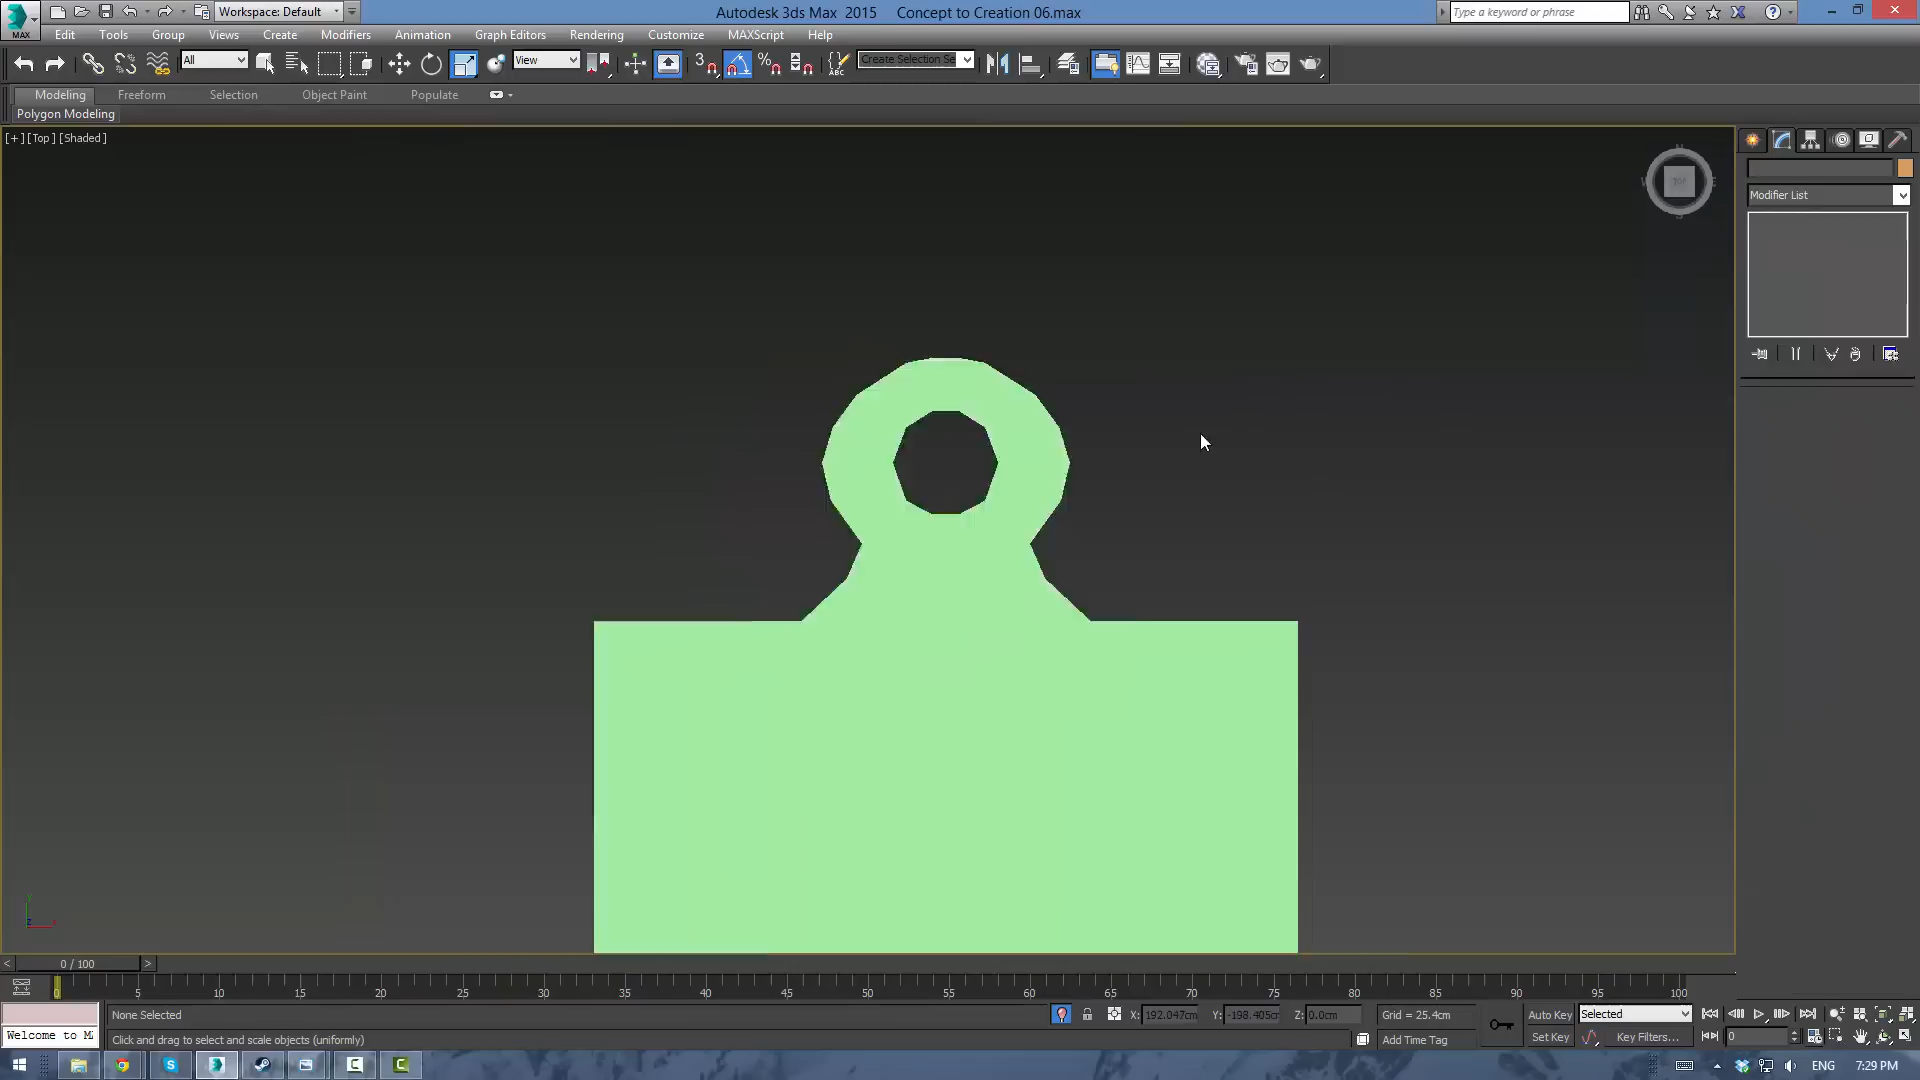 Workspace: Default
Autodesk 3ds Max 2015 Concept to Creation 06.max
Type a keyword or phrase
MAX
Edit Tools Group Views Create Modifiers Animation Graph Editors Rendering Customize MAXScript Help
All
View
3
ABC
Create Selection Se
Modeling Freeform Selection Object Paint Populate
Polygon Modeling
[+][Top][Shaded]
TOP
Modifier List
< 0 / 100 >
0 5 10 15 20 25 30 35 40 45 50 55 60 65 70 75 80 85 90 95 100
None Selected
X: 192.047cm Y: -198.405cm Z: 0.0cm Grid = 25.4cm
Auto Key Selected
Welcome to M
Click and drag to select and scale objects (uniformly)
Add Time Tag
Set Key Key Filters... 0
ENG 7:29 PM